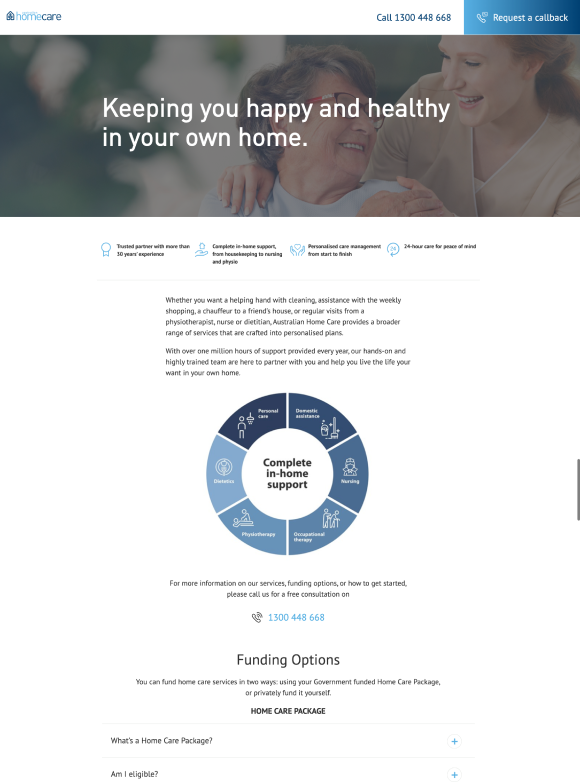 homecare
Call 1300 448 668
Request a callback
Keeping you happy and healthy
in your own home.
Trusted partner with more than
30 years' experience
Complete in-home support,
from housekeeping to nursing
and physio
Personalised care management
from start to finish
24
24-hour care for peace of mind
Whether you want a helping hand with cleaning, assistance with the weekly
shopping, a chauffeur to a friend's house, or regular visits from a
physiotherapist, nurse or dietitian, Australian Home Care provides a broader
range of services that are crafted into personalised plans.
With over one million hours of support provided every year, our hands-on and
highly trained team are here to partner with you and help you live the life your
want in your own home.
Personal
care
Domestic
assistance
Dietetics
Complete
in-home
support
Nursing
Physiotherapy
Occupational
therapy
For more information on our services, funding options, or how to get started,
please call us for a free consultation on
1300 448 668
Funding Options
You can fund home care services in two ways: using your Government funded Home Care Package,
or privately fund it yourself.
HOME CARE PACKAGE
What's a Home Care Package?
+
Am I eligible?
+